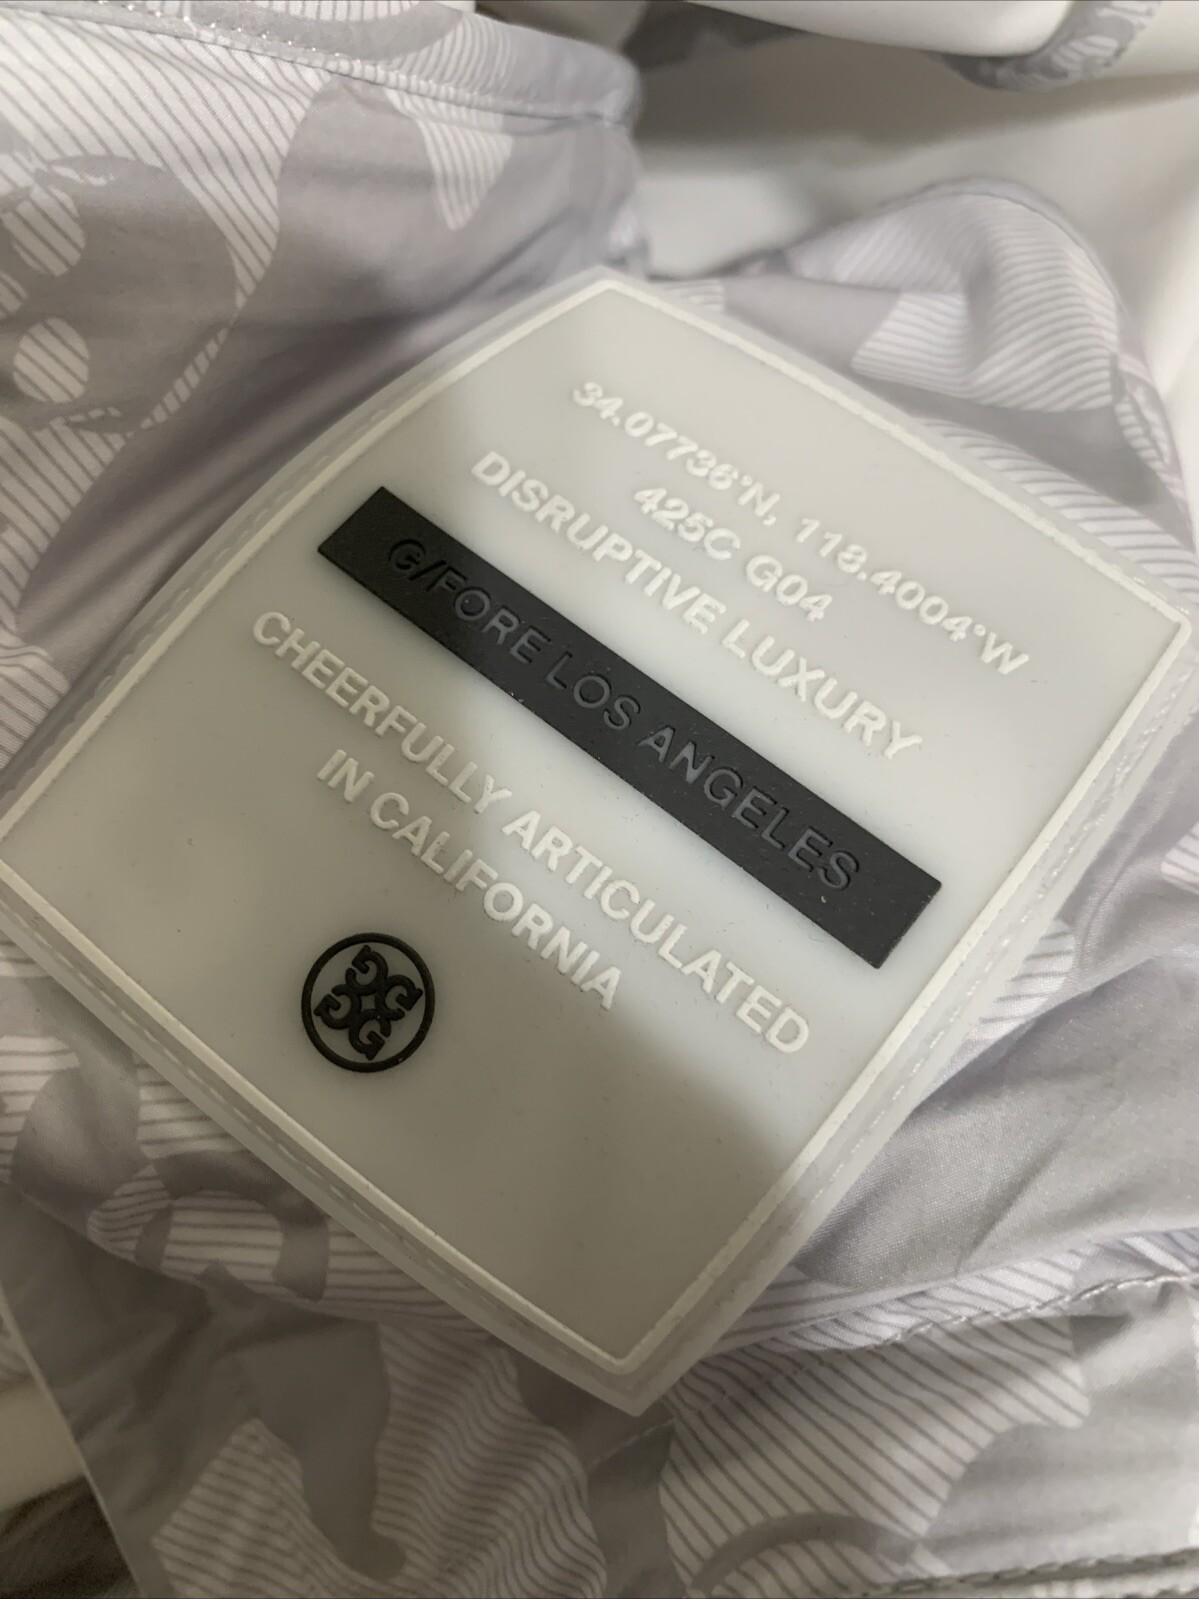 34.07736°N, 118.4004°W
425C G04
DISRUPTIVE LUXURY
G/FORE LOS ANGELES
CHEERFULLY ARTICULATED
IN CALIFORNIA